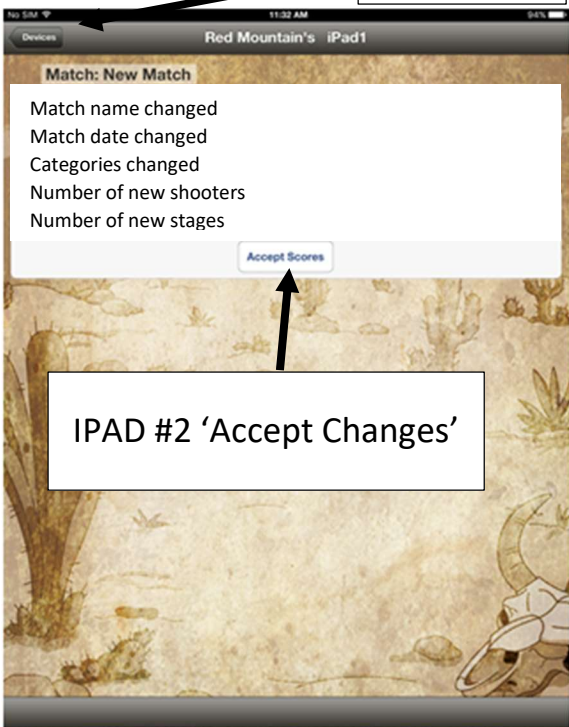 No SIM 11:32 AM 94%
Devices Red Mountain's iPad1
Match: New Match
Match name changed
Match date changed
Categories changed
Number of new shooters
Number of new stages
Accept Scores
IPAD #2 ‘Accept Changes’